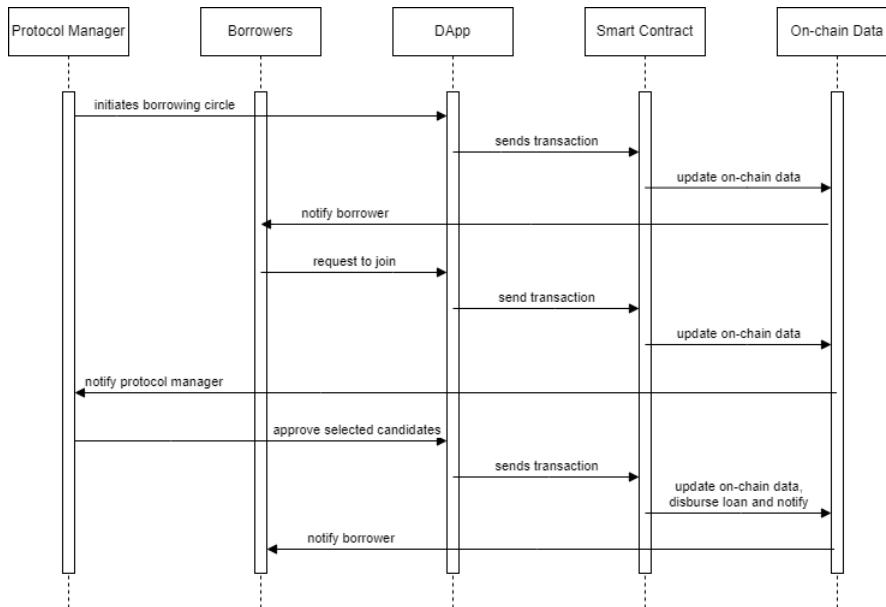 Protocol Manager
Borrowers
DApp
Smart Contract
On-chain Data
initiates borrowing circle
sends transaction
update on-chain data
notify borrower
request to join
send transaction
update on-chain data
notify protocol manager
approve selected candidates
sends transaction
update on-chain data,
disburse loan and notify
notify borrower